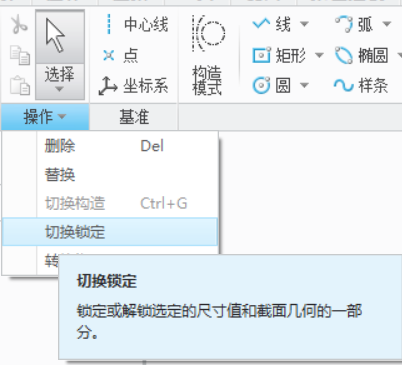 选择
中心线
点
坐标系
构造
模式
线
矩形
圆
弧
椭圆
样条
操作
基准
删除 Del
替换
切换构造 Ctrl+G
切换锁定
切换锁定
锁定或解锁选定的尺寸值和截面几何的一部
分。